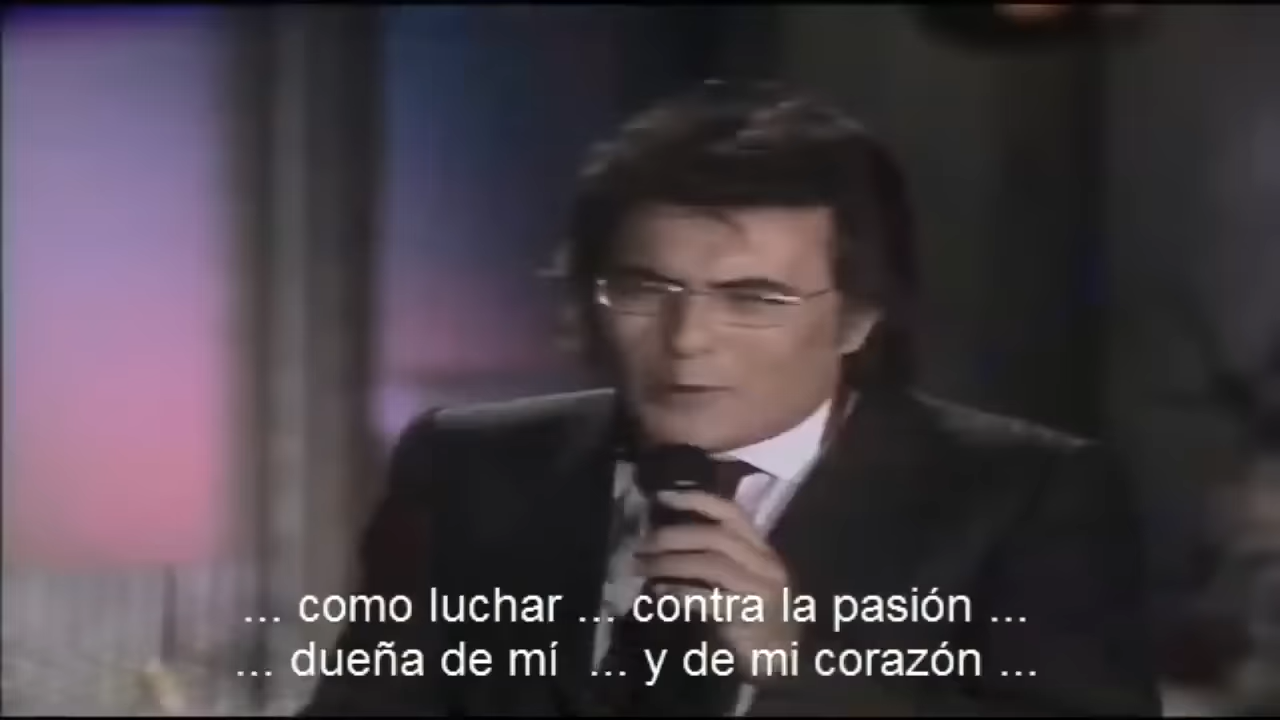 ... como luchar ... contra la pasión ...
... dueña de mí ... y de mi corazón ...